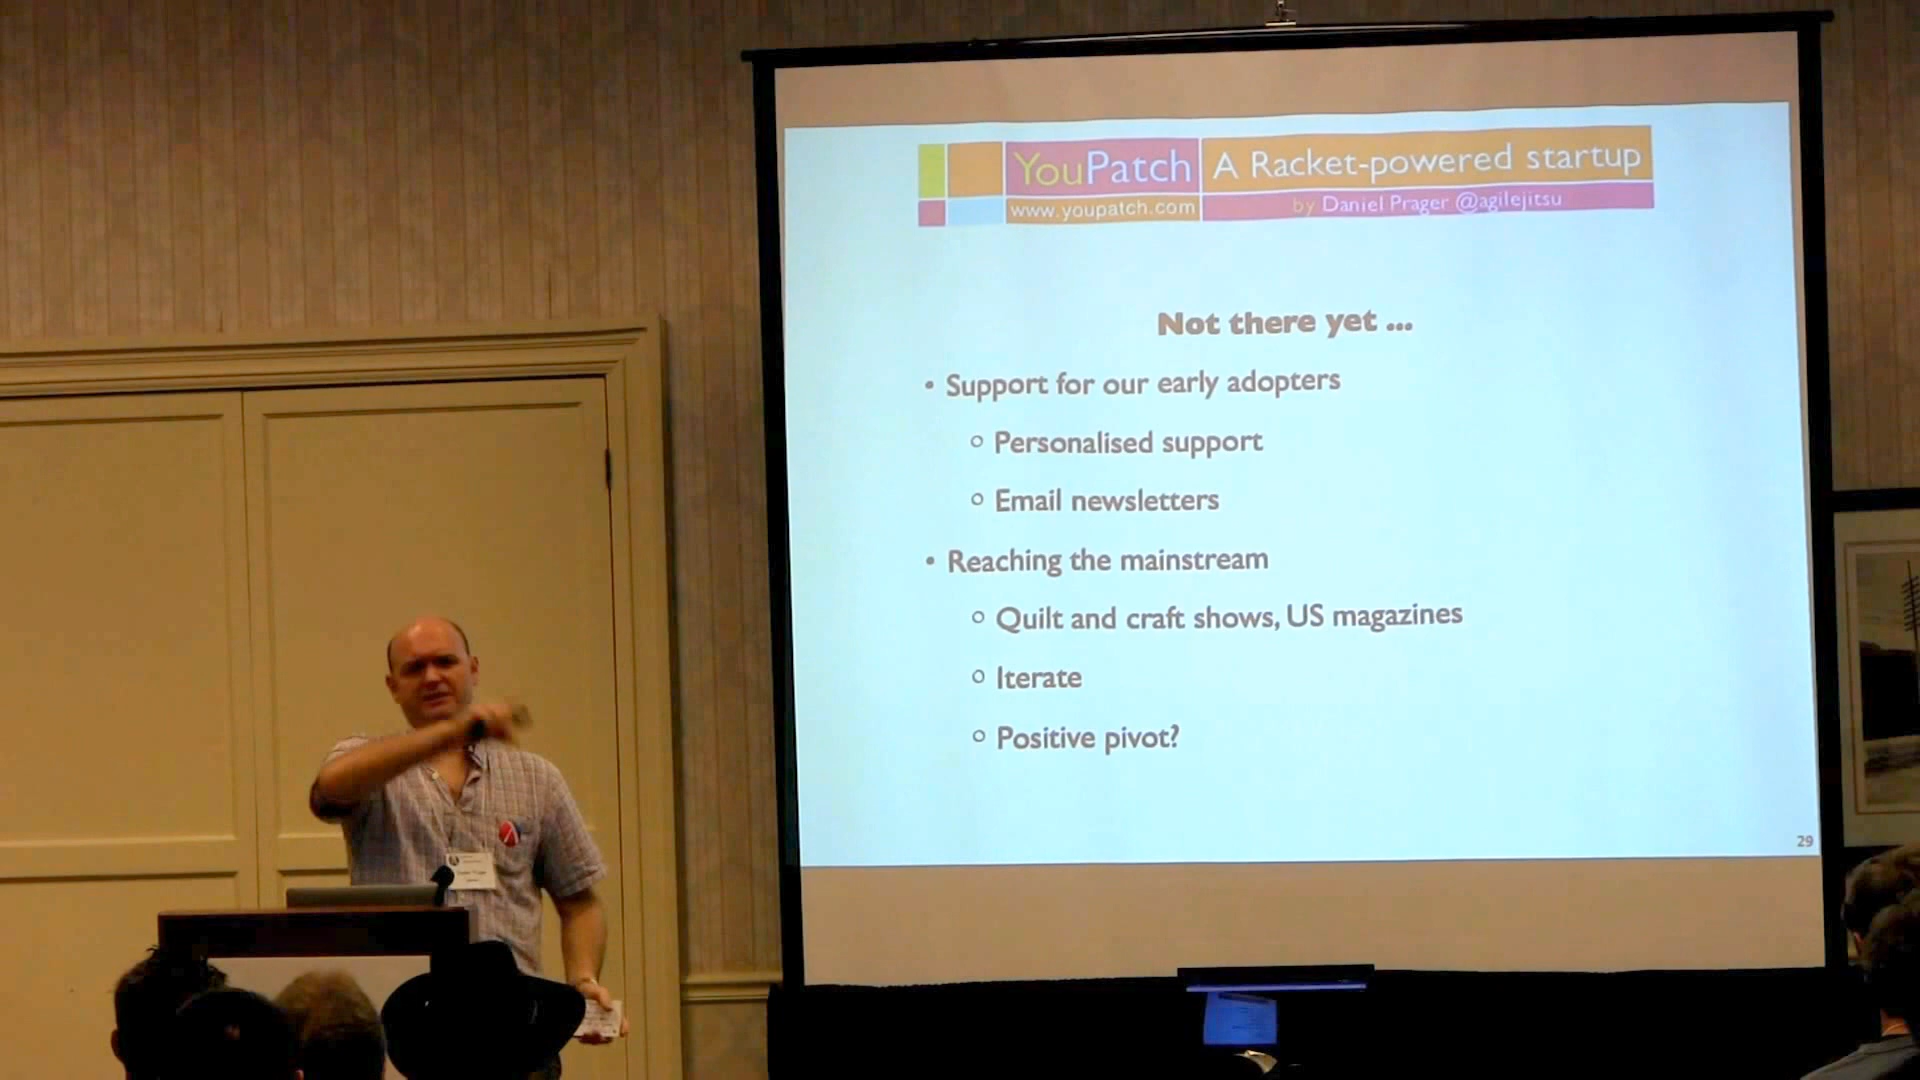 YouPatch A Racket-powered startup
www.youpatch.com by Daniel Prager @agilejitsu
Not there yet ...
• Support for our early adopters
○ Personalised support
○ Email newsletters
• Reaching the mainstream
○ Quilt and craft shows, US magazines
○ Iterate
○ Positive pivot?
29